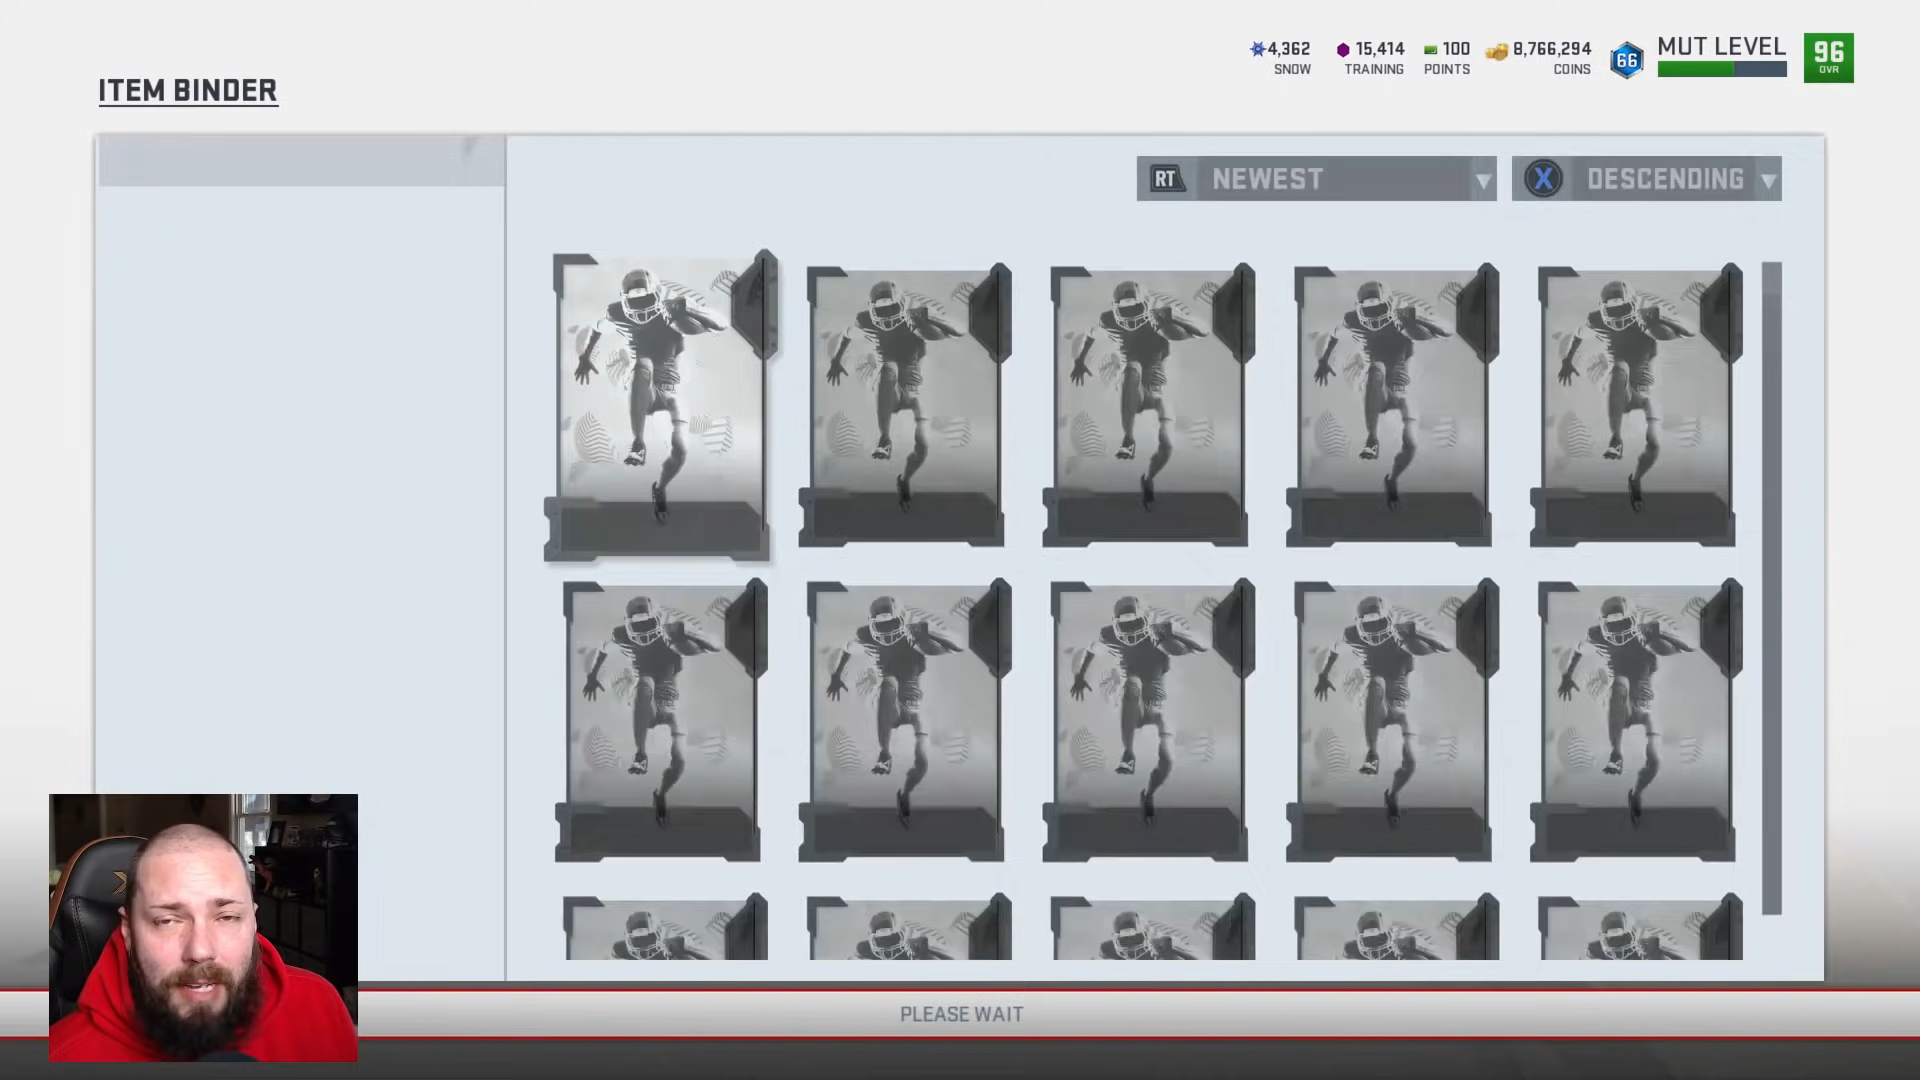 ITEM BINDER
4,362 SNOW
15,414 TRAINING
100 POINTS
8,766,294 COINS
66
MUT LEVEL
96 OVR
RT NEWEST
X DESCENDING
PLEASE WAIT